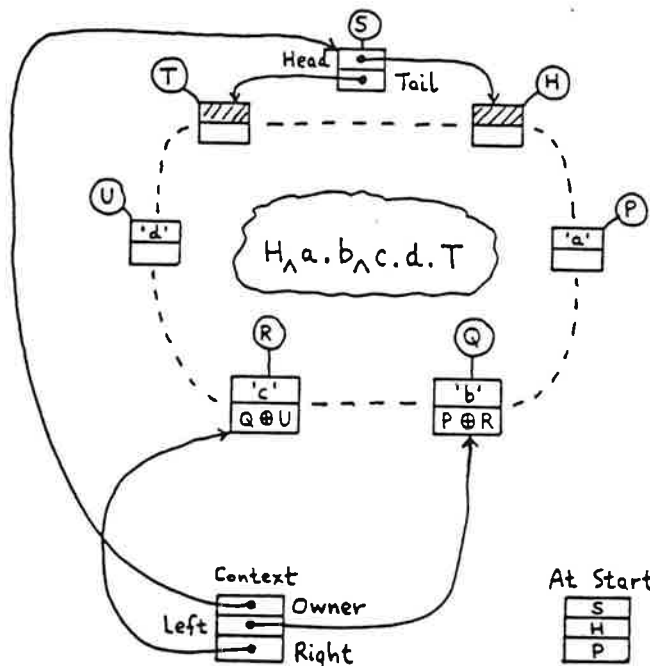 S
Head
Tail
T
H
U
'd'
P
'a'
H‸a.b‸c.d.T
R
Q
'c'
'b'
Q⊕U
P⊕R
Context
Owner
Left
Right
At Start
S
H
P